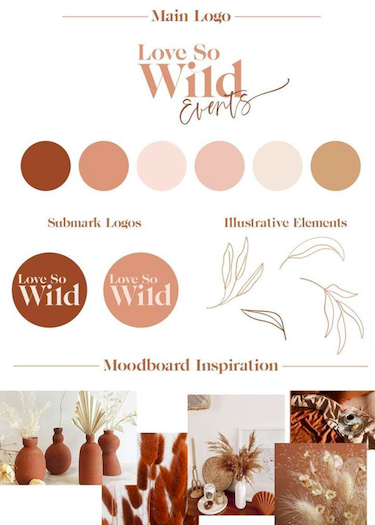 Main Logo
Love So
Wild
Events
Submark Logos
Illustrative Elements
Love So
Wild
Love So
Wild
Moodboard Inspiration